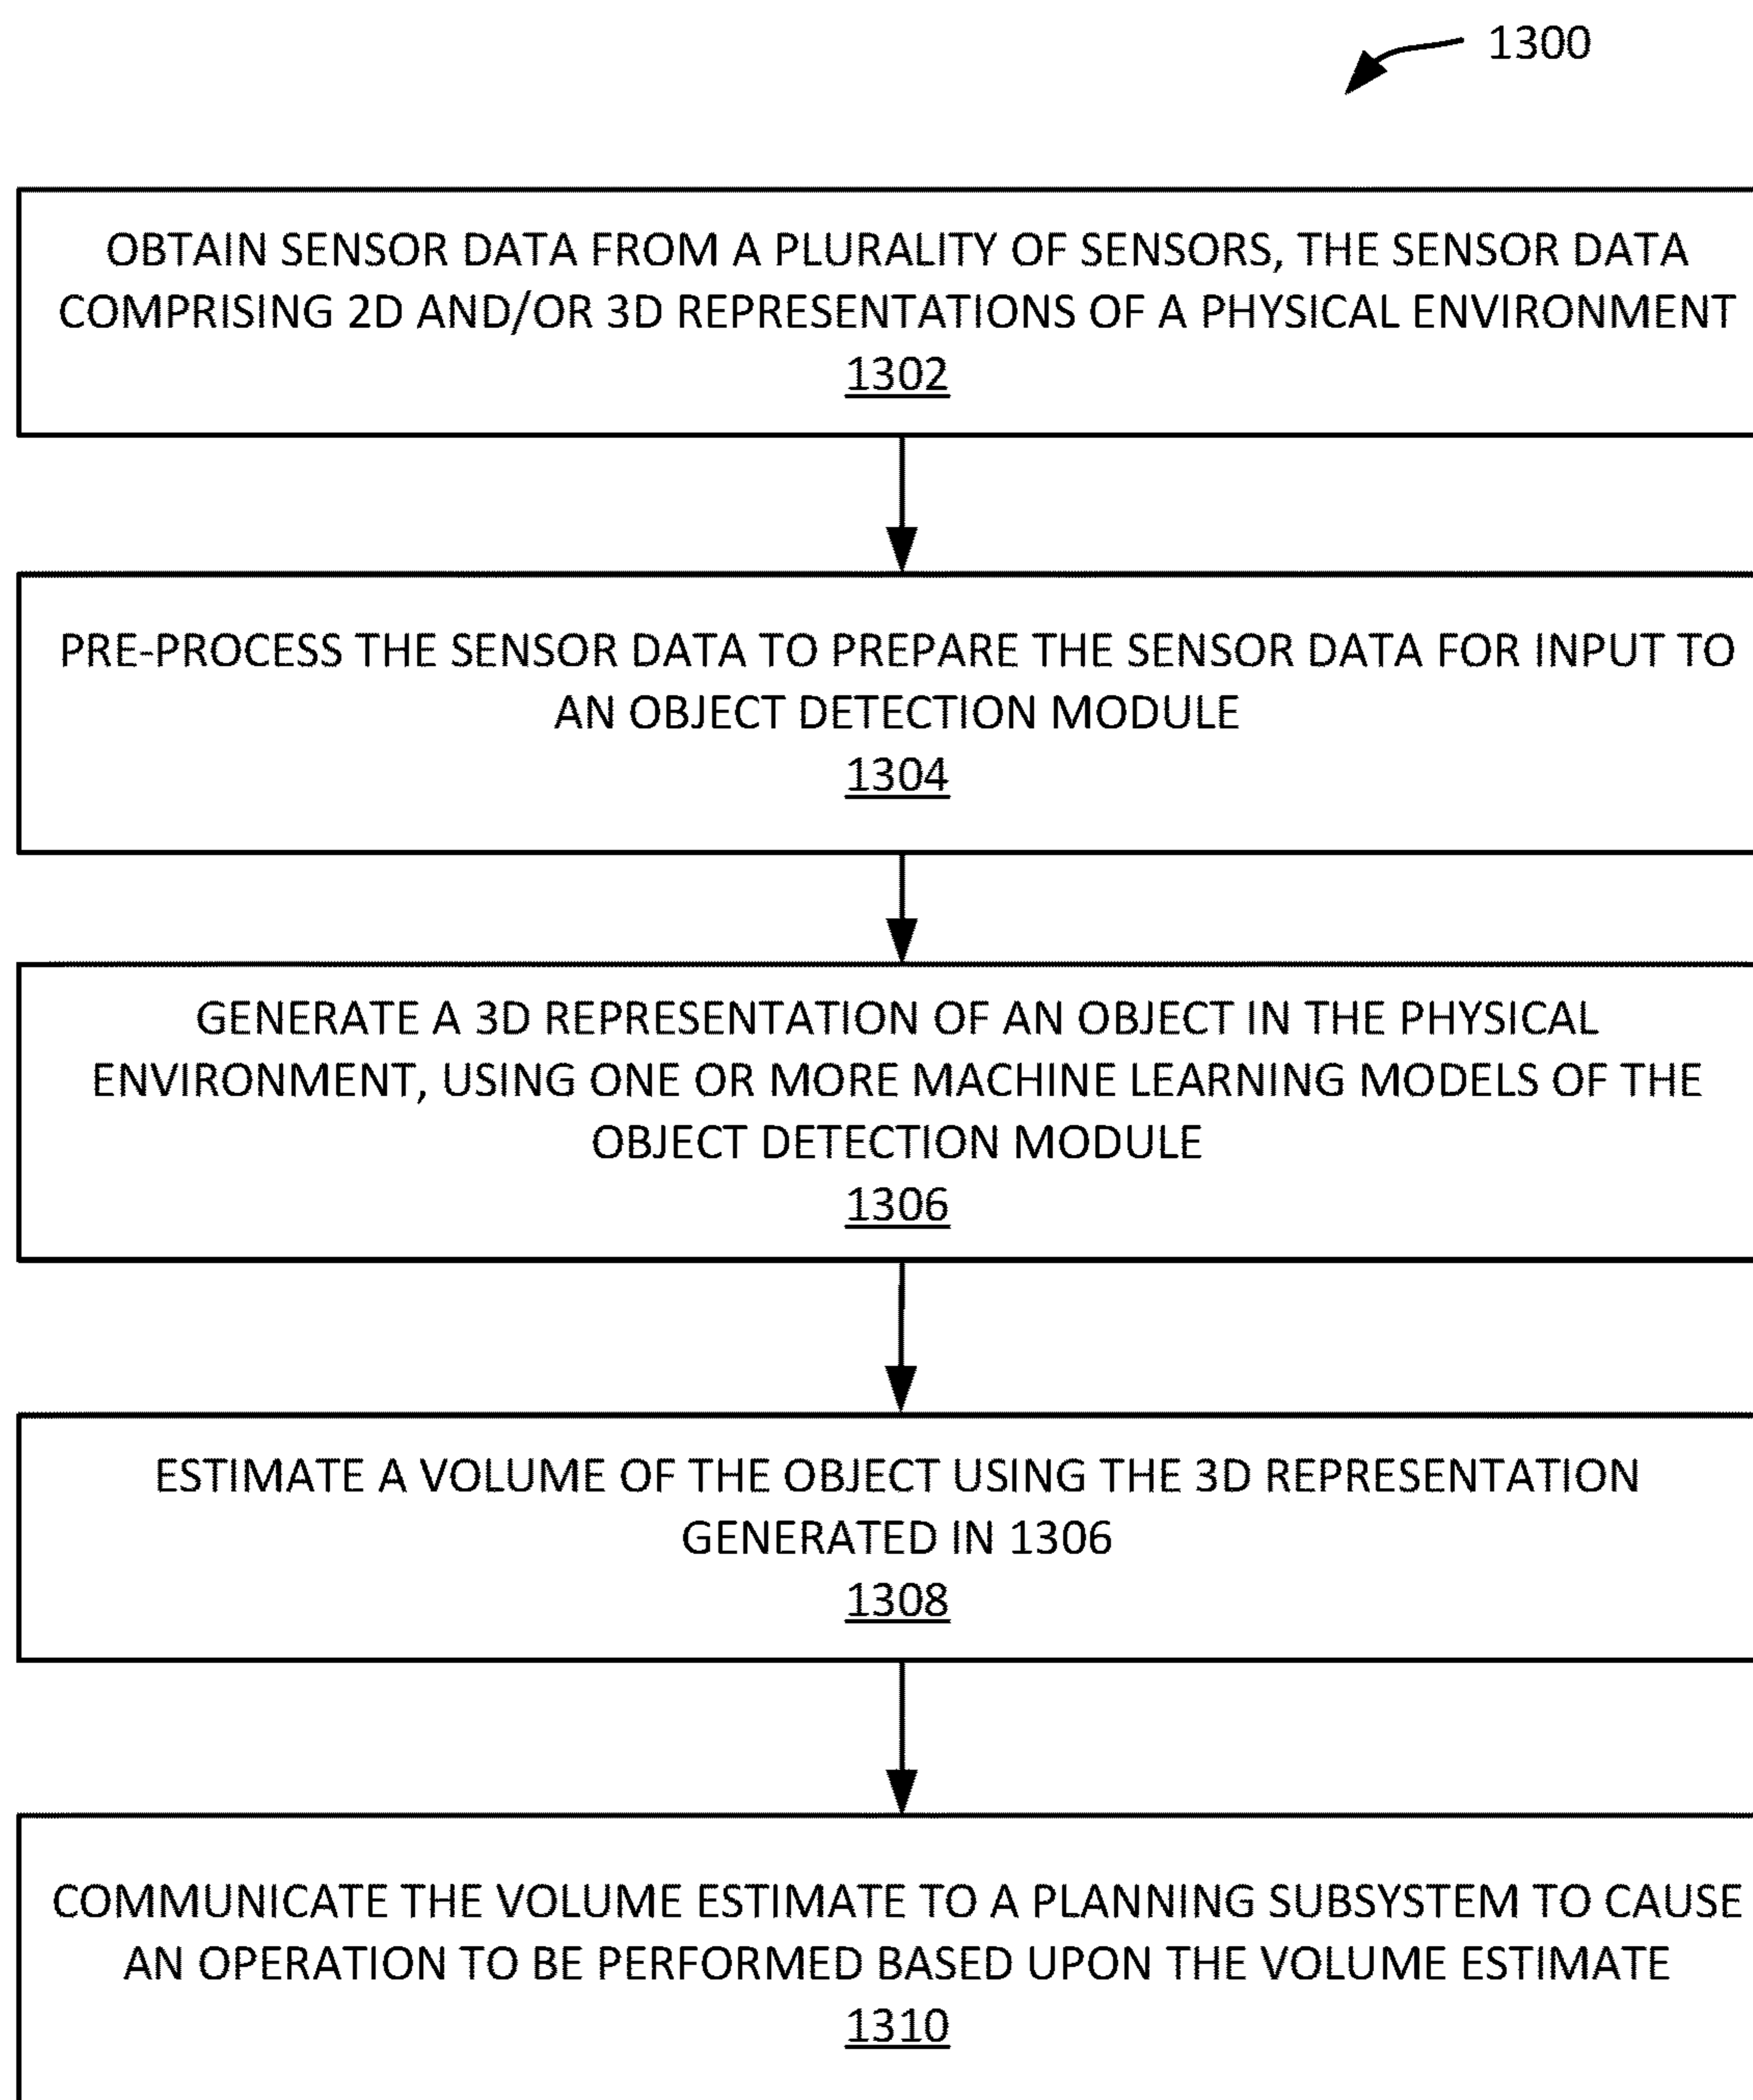 1300
OBTAIN SENSOR DATA FROM A PLURALITY OF SENSORS, THE SENSOR DATA
COMPRISING 2D AND/OR 3D REPRESENTATIONS OF A PHYSICAL ENVIRONMENT
1302
PRE-PROCESS THE SENSOR DATA TO PREPARE THE SENSOR DATA FOR INPUT TO
AN OBJECT DETECTION MODULE
1304
GENERATE A 3D REPRESENTATION OF AN OBJECT IN THE PHYSICAL
ENVIRONMENT, USING ONE OR MORE MACHINE LEARNING MODELS OF THE
OBJECT DETECTION MODULE
1306
ESTIMATE A VOLUME OF THE OBJECT USING THE 3D REPRESENTATION
GENERATED IN 1306
1308
COMMUNICATE THE VOLUME ESTIMATE TO A PLANNING SUBSYSTEM TO CAUSE
AN OPERATION TO BE PERFORMED BASED UPON THE VOLUME ESTIMATE
1310